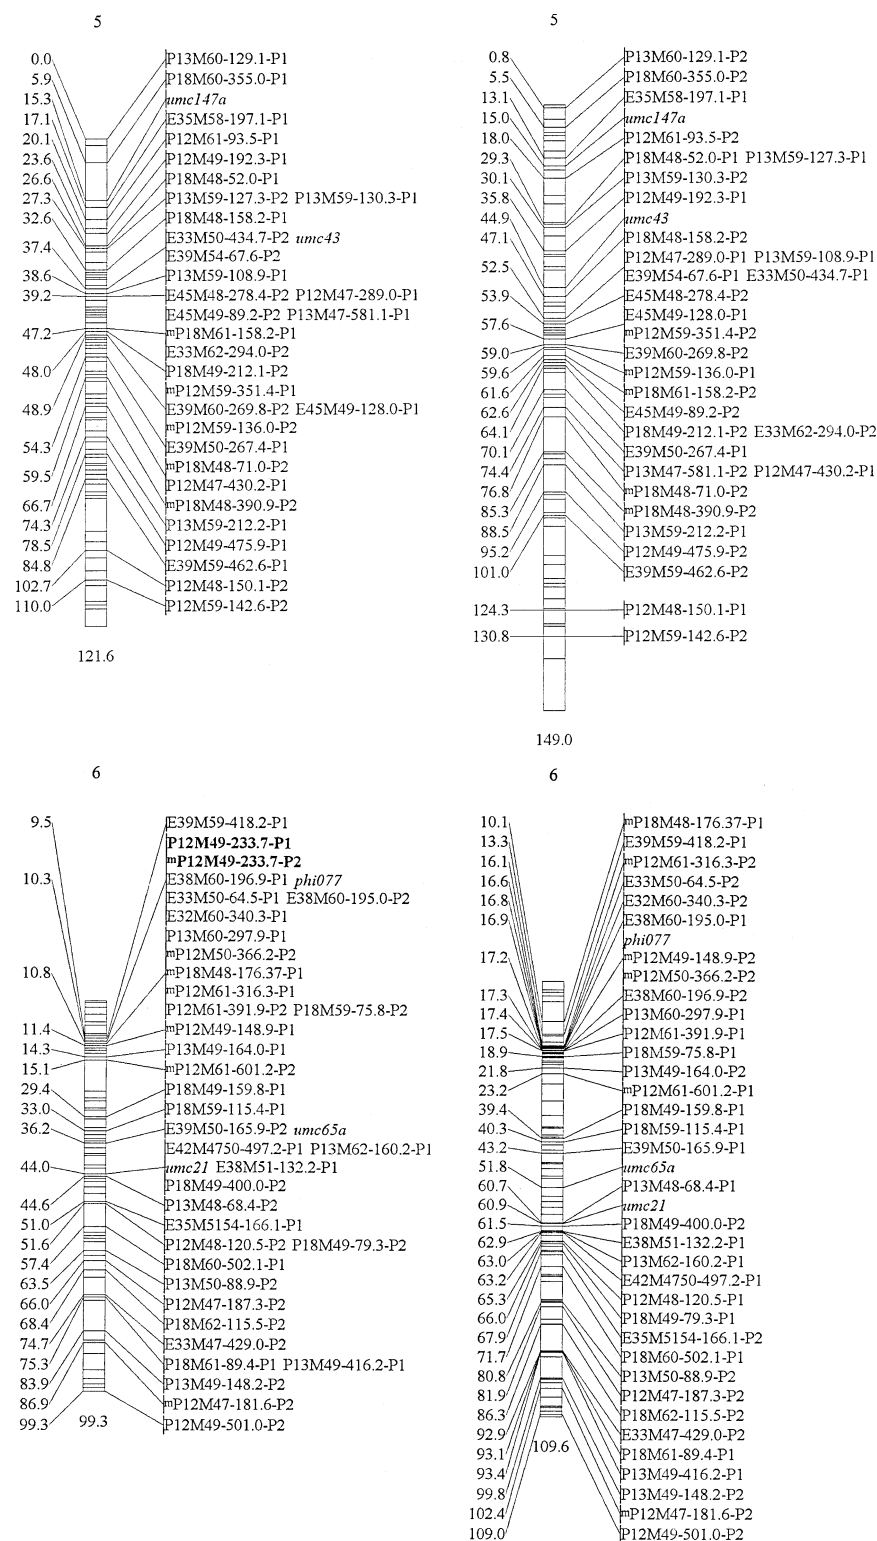 5
0.0 P13M60-129.1-P1
5.9 P18M60-355.0-P1
15.3 umc147a
17.1 E35M58-197.1-P1
20.1 P12M61-93.5-P1
23.6 P12M49-192.3-P1
26.6 P18M48-52.0-P1
27.3 P13M59-127.3-P2 P13M59-130.3-P1
32.6 P18M48-158.2-P1
E33M50-434.7-P2 umc43
37.4 E39M54-67.6-P2
38.6 P13M59-108.9-P1
39.2 E45M48-278.4-P2 P12M47-289.0-P1
E45M49-89.2-P2 P13M47-581.1-P1
47.2 mP18M61-158.2-P1
E33M62-294.0-P2
48.0 P18M49-212.1-P2
mP12M59-351.4-P1
48.9 E39M60-269.8-P2 E45M49-128.0-P1
mP12M59-136.0-P2
54.3 E39M50-267.4-P1
mP18M48-71.0-P2
59.5 P12M47-430.2-P1
66.7 mP18M48-390.9-P2
74.3 P13M59-212.2-P1
78.5 P12M49-475.9-P1
84.8 E39M59-462.6-P1
102.7 P12M48-150.1-P2
110.0 P12M59-142.6-P2
121.6
5
0.8 P13M60-129.1-P2
5.5 P18M60-355.0-P2
13.1 E35M58-197.1-P1
15.0 umc147a
18.0 P12M61-93.5-P2
29.3 P18M48-52.0-P1 P13M59-127.3-P1
30.1 P13M59-130.3-P2
35.8 P12M49-192.3-P1
44.9 umc43
47.1 P18M48-158.2-P2
P12M47-289.0-P1 P13M59-108.9-P1
52.5 E39M54-67.6-P1 E33M50-434.7-P1
53.9 E45M48-278.4-P2
E45M49-128.0-P1
57.6 mP12M59-351.4-P2
59.0 E39M60-269.8-P2
59.6 mP12M59-136.0-P1
61.6 mP18M61-158.2-P2
62.6 E45M49-89.2-P2
64.1 P18M49-212.1-P2 E33M62-294.0-P2
70.1 E39M50-267.4-P1
74.4 P13M47-581.1-P2 P12M47-430.2-P1
76.8 mP18M48-71.0-P2
85.3 mP18M48-390.9-P2
88.5 P13M59-212.2-P1
95.2 P12M49-475.9-P2
101.0 E39M59-462.6-P2
124.3 P12M48-150.1-P1
130.8 P12M59-142.6-P2
149.0
6
9.5 E39M59-418.2-P1
P12M49-233.7-P1
mP12M49-233.7-P2
10.3 E38M60-196.9-P1 phi077
E33M50-64.5-P1 E38M60-195.0-P2
E32M60-340.3-P1
P13M60-297.9-P1
mP12M50-366.2-P2
10.8 mP18M48-176.37-P1
mP12M61-316.3-P1
P12M61-391.9-P2 P18M59-75.8-P2
11.4 mP12M49-148.9-P1
14.3 P13M49-164.0-P1
15.1 mP12M61-601.2-P2
29.4 P18M49-159.8-P1
33.0 P18M59-115.4-P1
36.2 E39M50-165.9-P2 umc65a
E42M4750-497.2-P1 P13M62-160.2-P1
44.0 umc21 E38M51-132.2-P1
P18M49-400.0-P2
44.6 P13M48-68.4-P2
51.0 E35M5154-166.1-P1
51.6 P12M48-120.5-P2 P18M49-79.3-P2
57.4 P18M60-502.1-P1
63.5 P13M50-88.9-P2
66.0 P12M47-187.3-P2
68.4 P18M62-115.5-P2
74.7 E33M47-429.0-P2
75.3 P18M61-89.4-P1 P13M49-416.2-P1
83.9 P13M49-148.2-P2
86.9 mP12M47-181.6-P2
99.3 P12M49-501.0-P2
99.3
6
10.1 mP18M48-176.37-P1
13.3 E39M59-418.2-P1
16.1 mP12M61-316.3-P2
16.6 E33M50-64.5-P2
16.8 E32M60-340.3-P2
16.9 E38M60-195.0-P1
phi077
17.2 mP12M49-148.9-P2
mP12M50-366.2-P2
17.3 E38M60-196.9-P2
17.4 P13M60-297.9-P1
17.5 P12M61-391.9-P1
18.9 P18M59-75.8-P1
21.8 P13M49-164.0-P2
23.2 mP12M61-601.2-P1
39.4 P18M49-159.8-P1
40.3 P18M59-115.4-P1
43.2 E39M50-165.9-P1
51.8 umc65a
60.7 P13M48-68.4-P1
60.9 umc21
61.5 P18M49-400.0-P2
62.9 E38M51-132.2-P1
63.0 P13M62-160.2-P1
63.2 E42M4750-497.2-P1
65.3 P12M48-120.5-P1
66.0 P18M49-79.3-P1
67.9 E35M5154-166.1-P2
71.7 P18M60-502.1-P1
80.8 P13M50-88.9-P2
81.9 P12M47-187.3-P2
86.3 P18M62-115.5-P2
92.9 E33M47-429.0-P2
93.1 P18M61-89.4-P1
93.4 P13M49-416.2-P1
99.8 P13M49-148.2-P2
102.4 mP12M47-181.6-P2
109.0 P12M49-501.0-P2
109.6